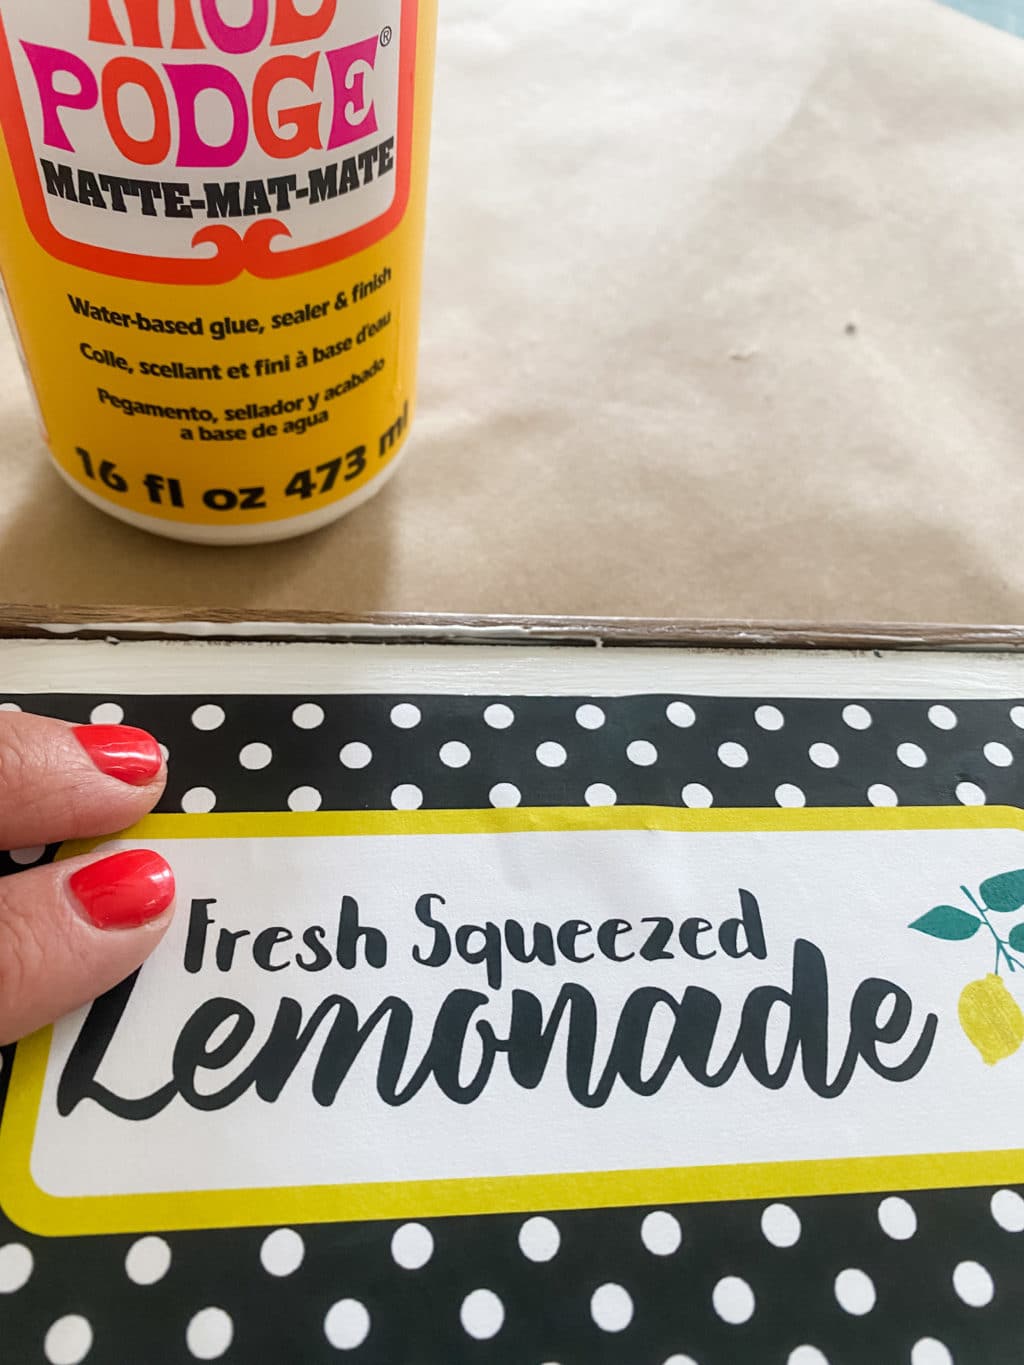 MOD
PODGE®
MATTE-MAT-MATE
Water-based glue, sealer & finish
Colle, scellant et fini à base d'eau
Pegamento, sellador y acabado
a base de agua
16 fl oz 473 ml
Fresh Squeezed
Lemonade